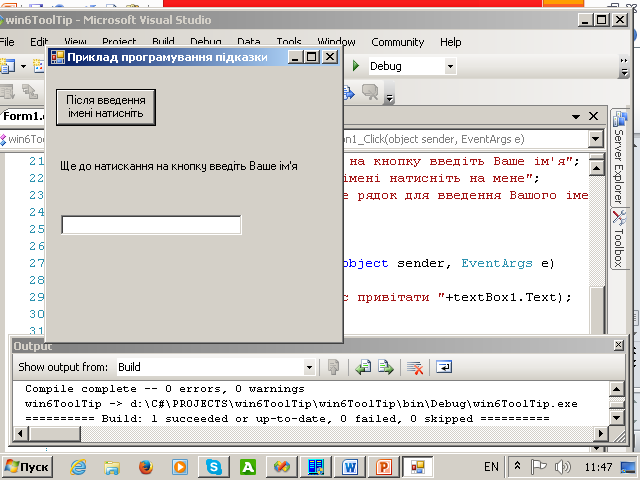 win6ToolTip - Microsoft Visual Studio
File Edit View Project Build Debug Data Tools Window Community Help
Debug
Приклад програмування підказки
Після введення
імені натисніть
Ще до натискання на кнопку введіть Ваше ім'я
Form1.
win6To
on1_Click(object sender, EventArgs e)
21 на кнопку введіть Ваше ім'я";
22 імені натисніть на мене";
23 е рядок для введення Вашого іме
24
25
26
27 object sender, EventArgs e)
28
29 с привітати "+textBox1.Text);
30
31
Server Explorer
Toolbox
Output
Show output from: Build
Compile complete -- 0 errors, 0 warnings
win6ToolTip -> d:\C#\PROJECTS\win6ToolTip\win6ToolTip\bin\Debug\win6ToolTip.exe
========== Build: 1 succeeded or up-to-date, 0 failed, 0 skipped ==========
Пуск
EN
11:47